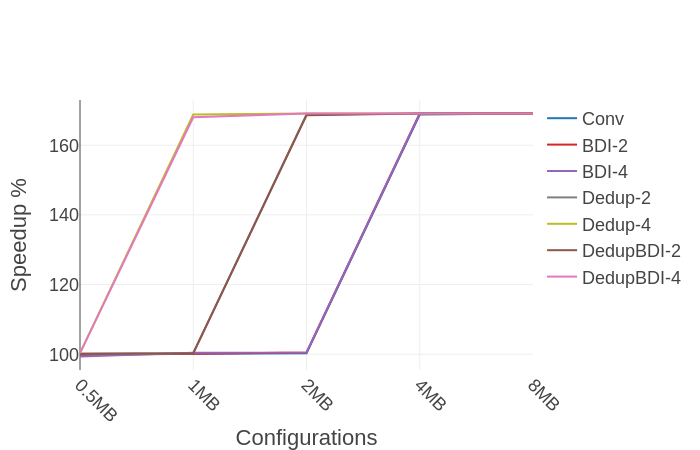 Speedup %
160
140
120
100
0.5MB
1MB
2MB
4MB
8MB
Configurations
Conv
BDI-2
BDI-4
Dedup-2
Dedup-4
DedupBDI-2
DedupBDI-4